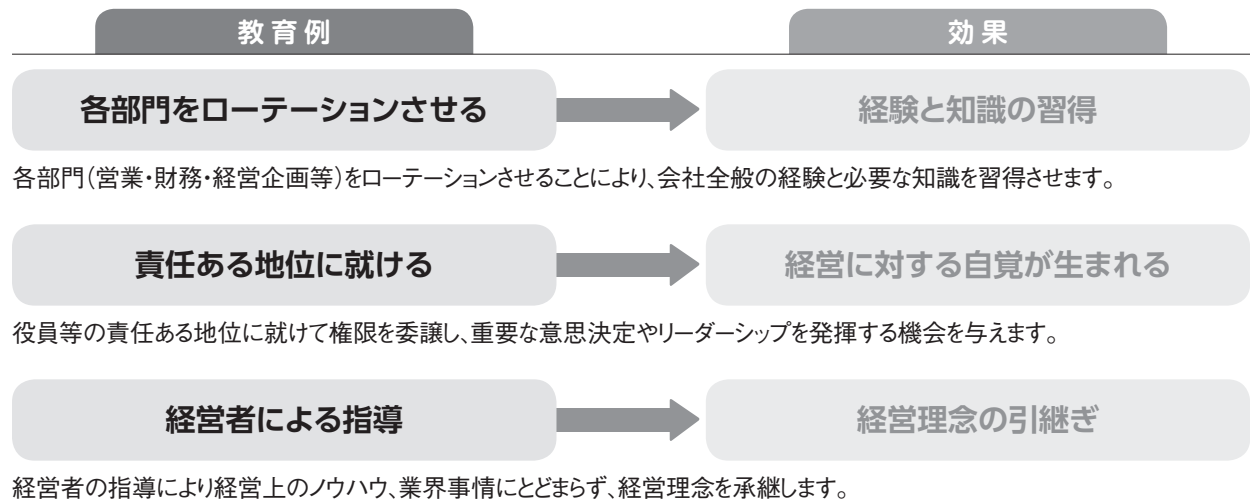 教育例
効果
各部門をローテーションさせる
経験と知識の習得
各部門(営業・財務・経営企画等)をローテーションさせることにより、会社全般の経験と必要な知識を習得させます。
責任ある地位に就ける
経営に対する自覚が生まれる
役員等の責任ある地位に就けて権限を委譲し、重要な意思決定やリーダーシップを発揮する機会を与えます。
経営者による指導
経営理念の引継ぎ
経営者の指導により経営上のノウハウ、業界事情にとどまらず、経営理念を承継します。